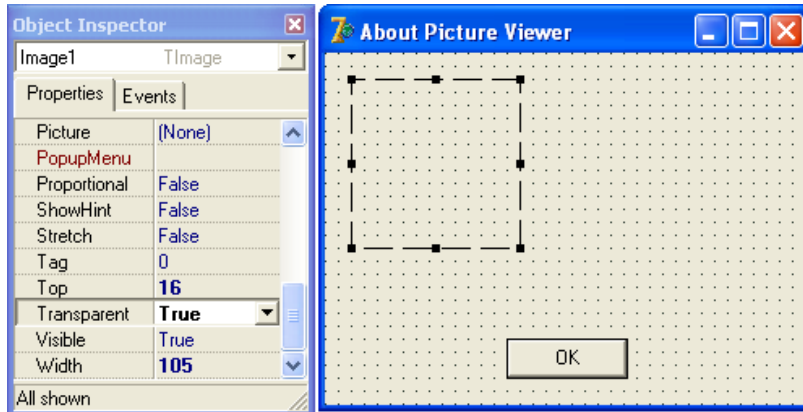 Object Inspector
Image1 TImage
Properties Events
Picture (None)
PopupMenu
Proportional False
ShowHint False
Stretch False
Tag 0
Top 16
Transparent True
Visible True
Width 105
All shown
About Picture Viewer
OK